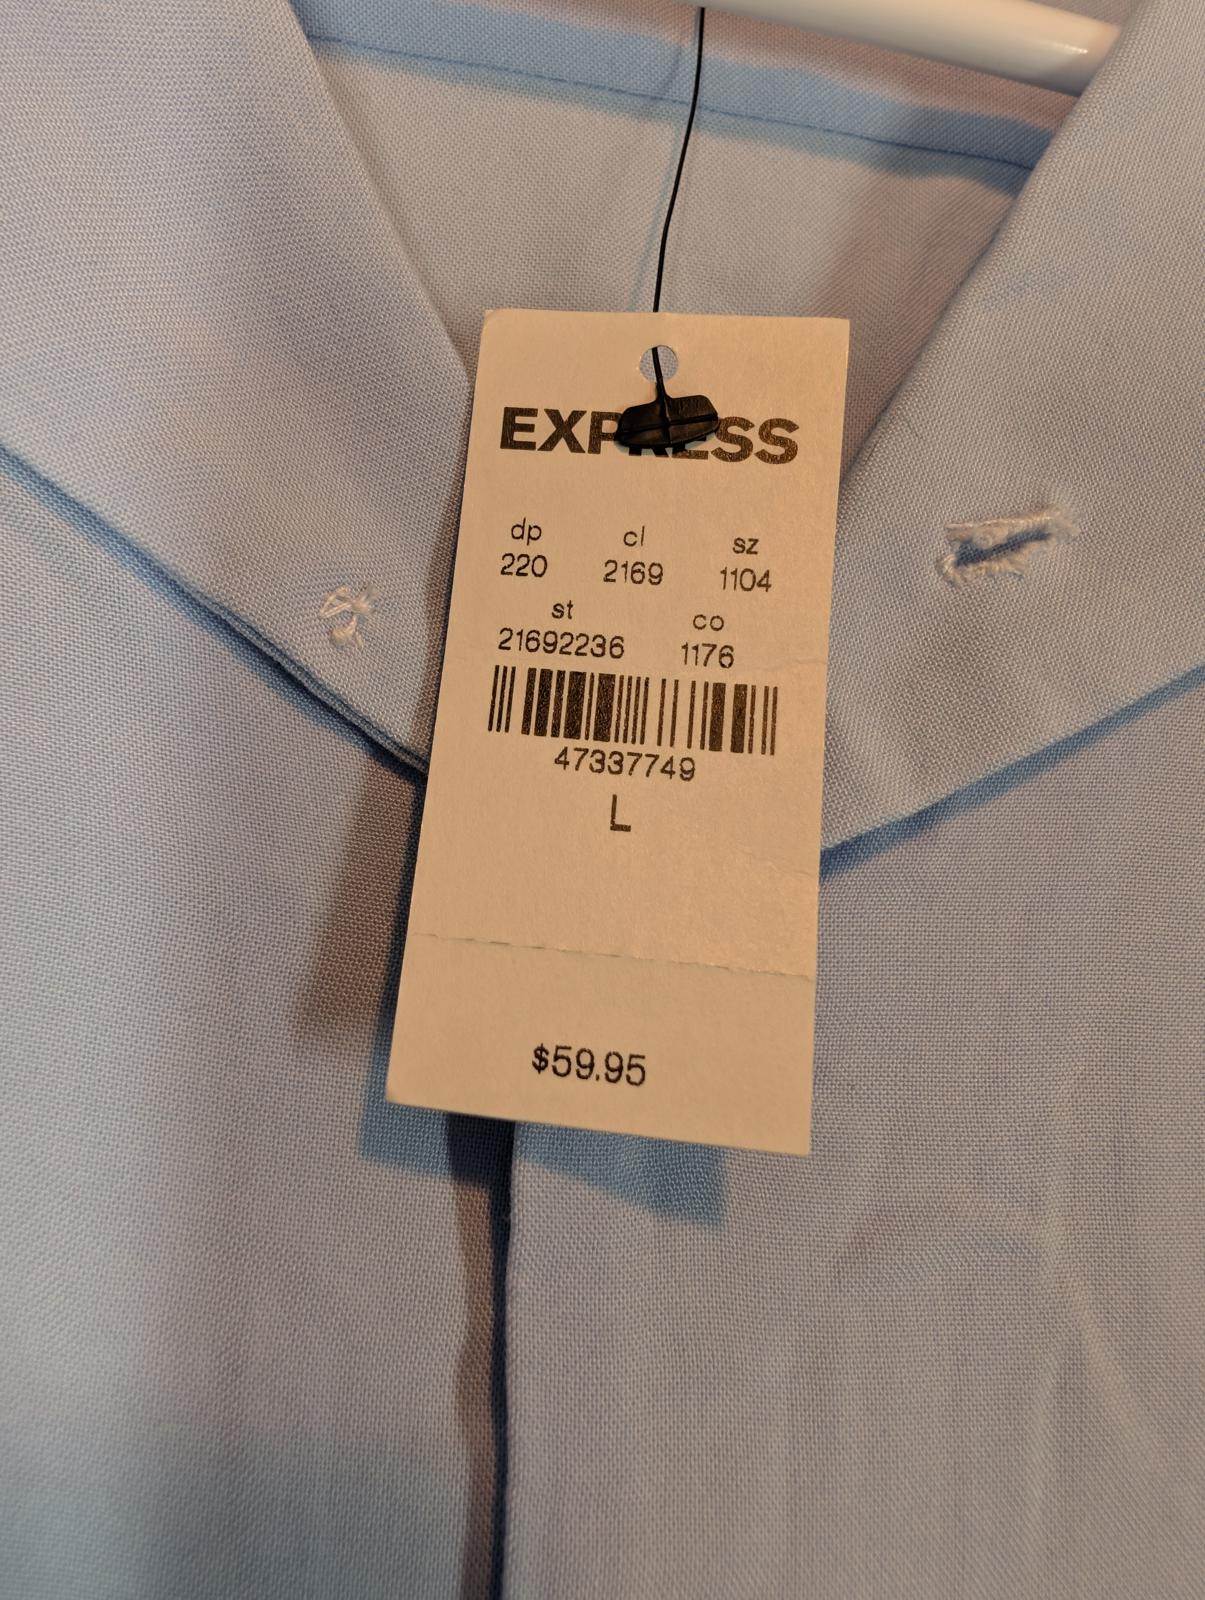 EXPRESS
dp cl sz
220 2169 1104
st co
21692236 1176
47337749
L
$59.95